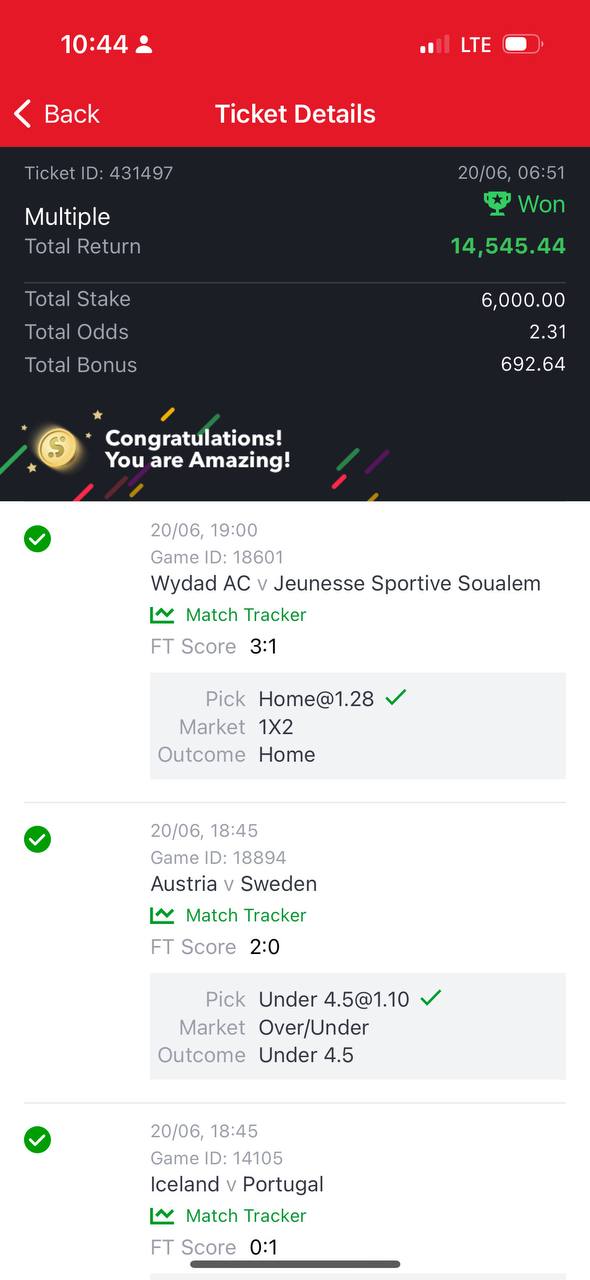 10:44
LTE
Back
Ticket Details
Ticket ID: 431497
20/06, 06:51
Multiple
Won
Total Return
14,545.44
Total Stake
6,000.00
Total Odds
2.31
Total Bonus
692.64
Congratulations!
You are Amazing!
20/06, 19:00
Game ID: 18601
Wydad AC v Jeunesse Sportive Soualem
Match Tracker
FT Score 3:1
Pick Home@1.28
Market 1X2
Outcome Home
20/06, 18:45
Game ID: 18894
Austria v Sweden
Match Tracker
FT Score 2:0
Pick Under 4.5@1.10
Market Over/Under
Outcome Under 4.5
20/06, 18:45
Game ID: 14105
Iceland v Portugal
Match Tracker
FT Score 0:1